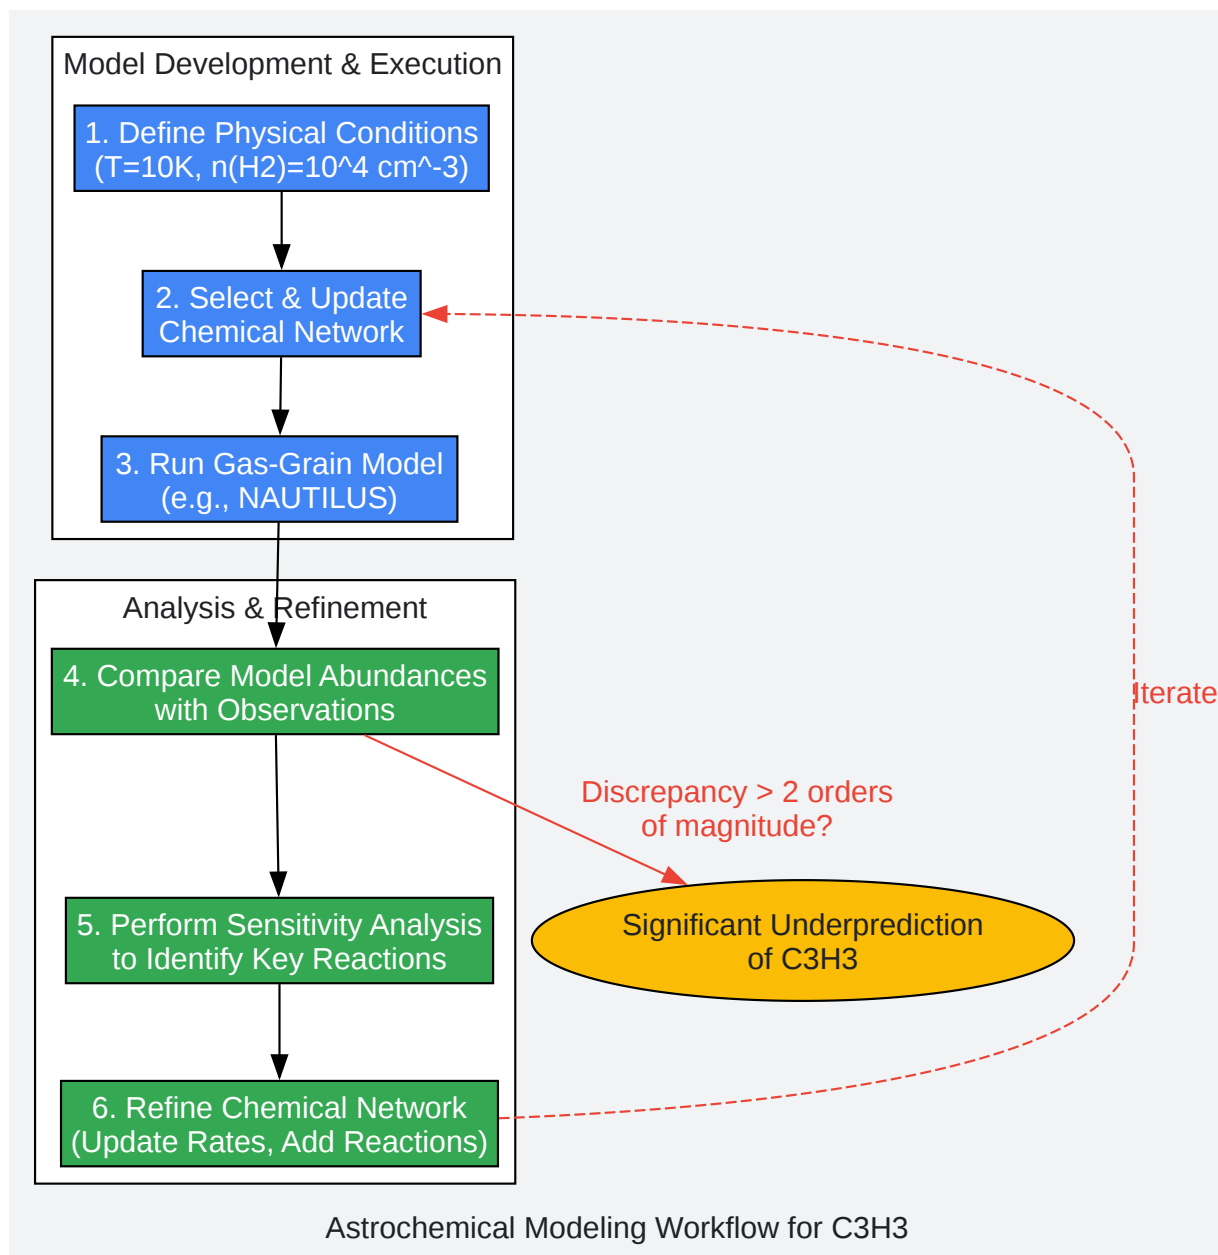 Model Development & Execution
1. Define Physical Conditions
(T=10K, n(H2)=10^4 cm^-3)
2. Select & Update
Chemical Network
3. Run Gas-Grain Model
(e.g., NAUTILUS)
Analysis & Refinement
4. Compare Model Abundances
with Observations
Iterate
Discrepancy > 2 orders
of magnitude?
5. Perform Sensitivity Analysis
to Identify Key Reactions
Significant Underprediction
of C3H3
6. Refine Chemical Network
(Update Rates, Add Reactions)
Astrochemical Modeling Workflow for C3H3